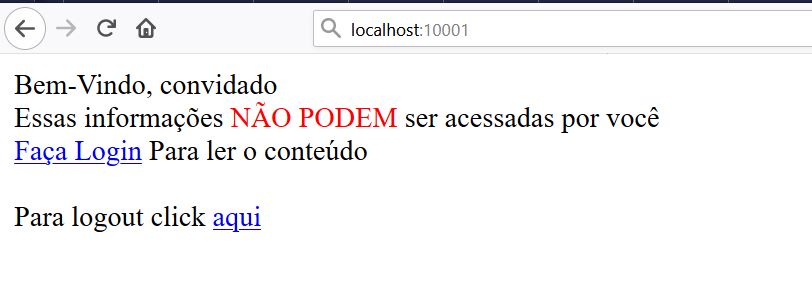 localhost:10001
Bem-Vindo, convidado
Essas informações NÃO PODEM ser acessadas por você
Faça Login Para ler o conteúdo
Para logout click aqui